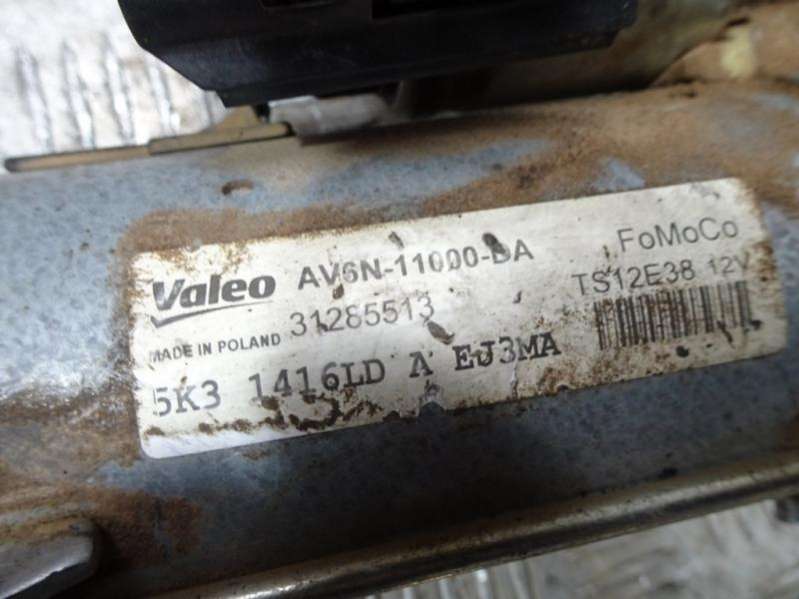 Valeo AV6N-11000-BA FoMoCo
31285513 TS12E38 12V
MADE IN POLAND
5K3 1416LD A EJ3MA